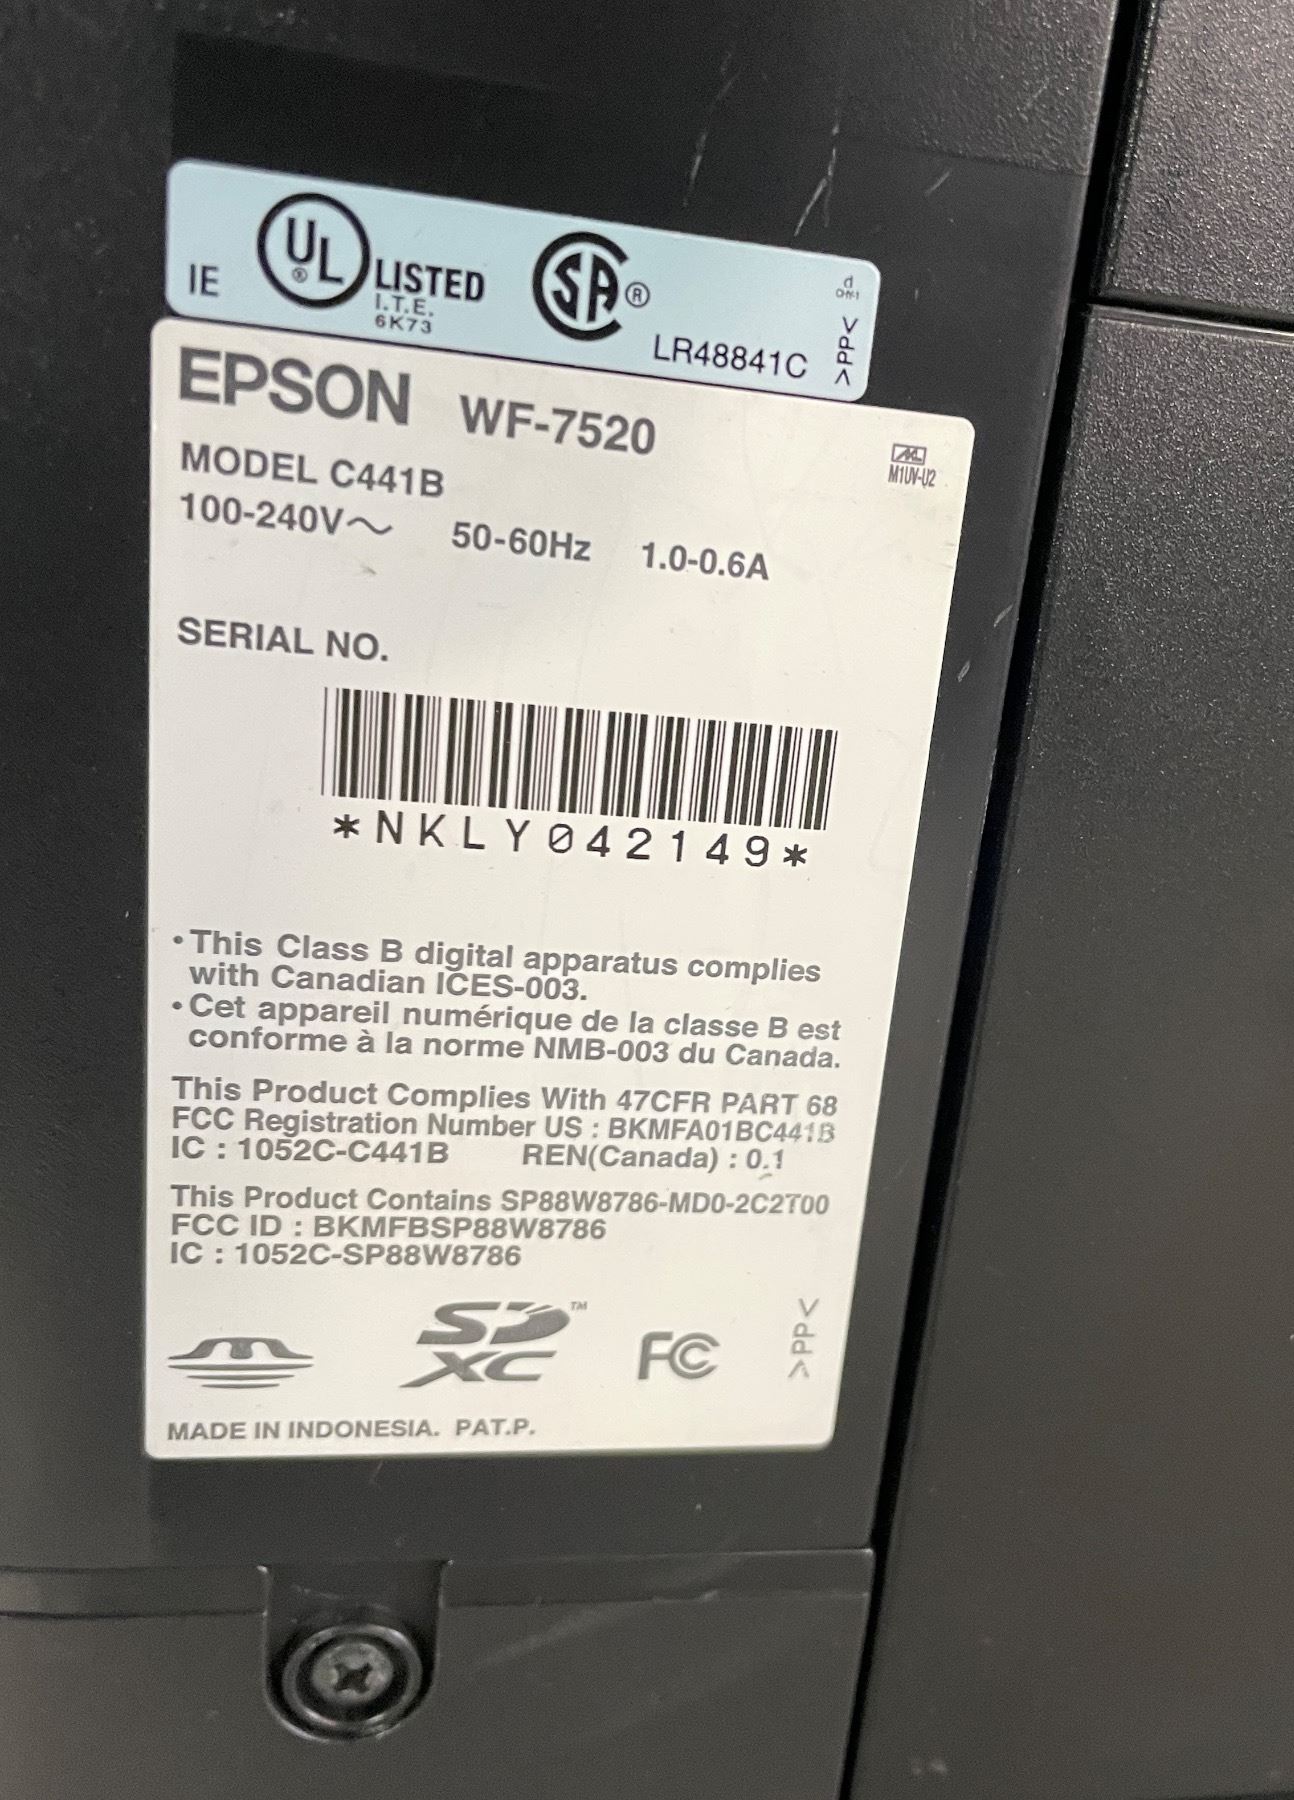 IE
UL ® LISTED
I.T.E.
6K73
SA ®
LR48841C
>PP<
EPSON WF-7520
MODEL C441B
M1UV-U2
100-240V~ 50-60Hz 1.0-0.6A
SERIAL NO.
*NKLY042149*
•This Class B digital apparatus complies
with Canadian ICES-003.
•Cet appareil numérique de la classe B est
conforme à la norme NMB-003 du Canada.
This Product Complies With 47CFR PART 68
FCC Registration Number US : BKMFA01BC441B
IC : 1052C-C441B REN(Canada) : 0.1
This Product Contains SP88W8786-MD0-2C2T00
FCC ID : BKMFBSP88W8786
IC : 1052C-SP88W8786
SD™
XC
FC
>PP<
MADE IN INDONESIA. PAT.P.